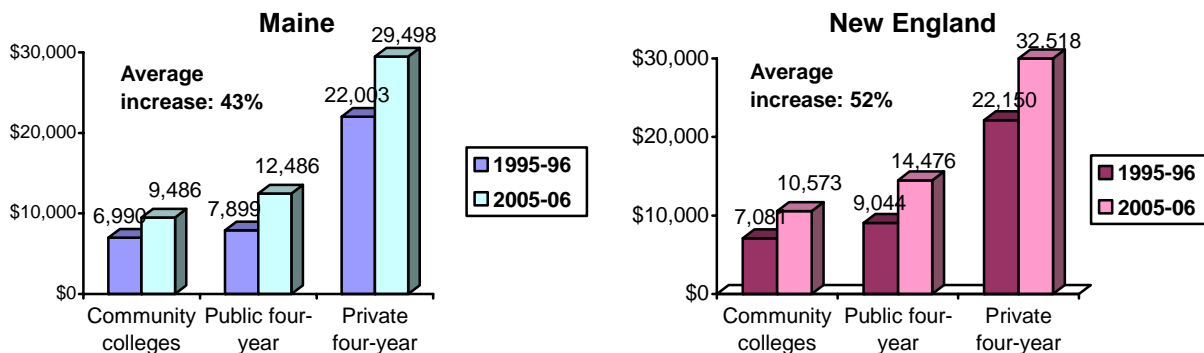 Maine
$30,000
$20,000
$10,000
$0
Average
increase: 43%
6,990
9,486
7,899
12,486
22,003
29,498
Community
colleges
Public four-
year
Private
four-year
1995-96
2005-06
New England
$30,000
$20,000
$10,000
$0
Average
increase: 52%
7,081
10,573
9,044
14,476
22,150
32,518
Community
colleges
Public four-
year
Private
four-year
1995-96
2005-06